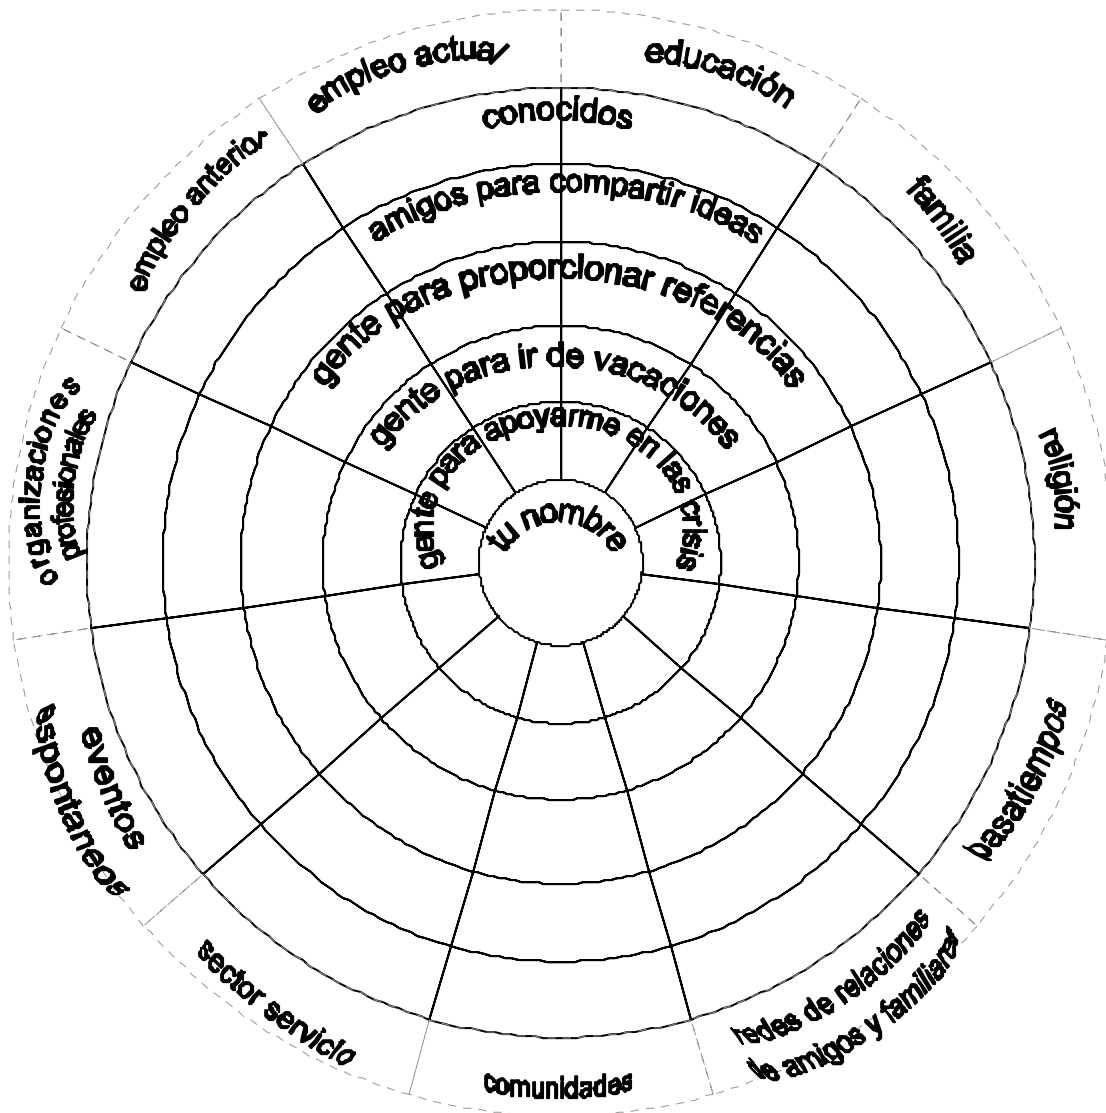 empleo actual
educación
familia
religión
pasatiempos
redes de relaciones
de amigos y familiares
comunidades
sector servicio
eventos
espontaneos
organizaciones
profesionales
empleo anterior
conocidos
amigos para compartir ideas
gente para proporcionar referencias
gente para ir de vacaciones
gente para apoyarme en las crisis
tu nombre